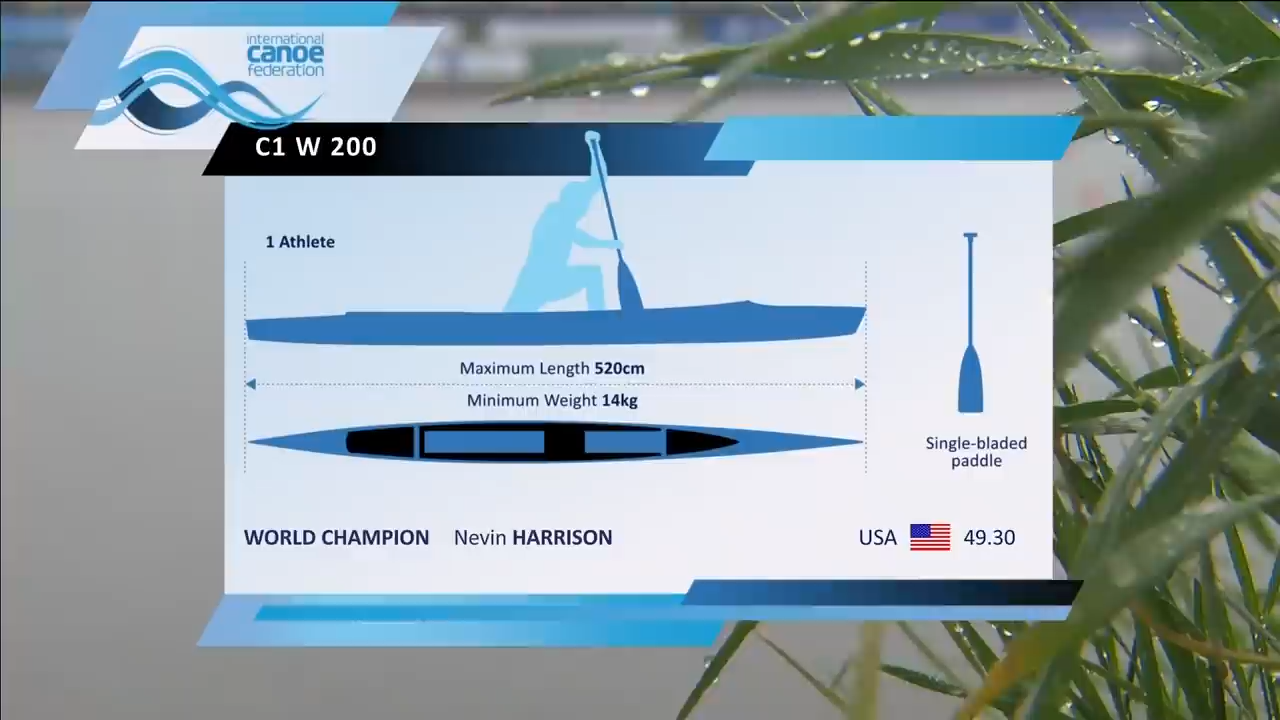 international
canoe
federation
C1 W 200
1 Athlete
Maximum Length 520cm
Minimum Weight 14kg
Single-bladed
paddle
WORLD CHAMPION Nevin HARRISON USA 49.30